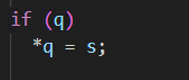 if (q)
*q = s;